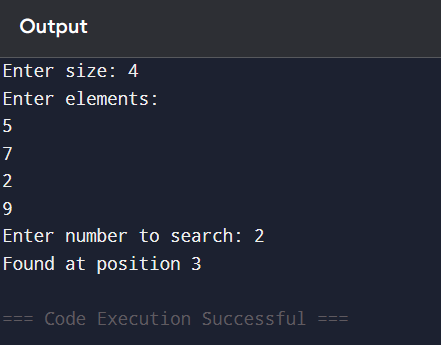 Output
Enter size: 4
Enter elements:
5
7
2
9
Enter number to search: 2
Found at position 3
=== Code Execution Successful ===